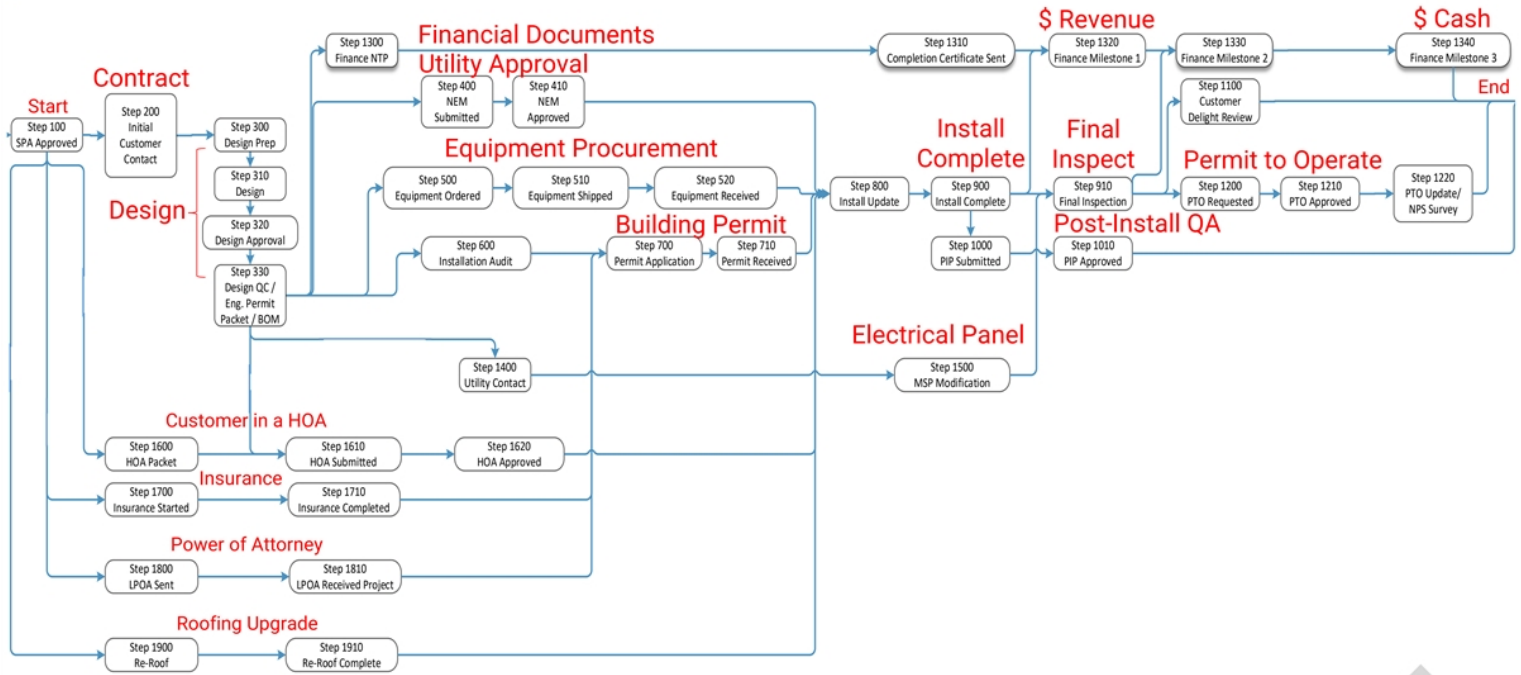 $ Revenue
$ Cash
Financial Documents
Step 1300
Finance NTP
Step 1310
Completion Certificate Sent
Step 1320
Finance Milestone 1
Step 1330
Finance Milestone 2
Step 1340
Finance Milestone 3
Utility Approval
Contract
Start
End
Step 400
NEM
Submitted
Step 410
NEM
Approved
Step 1100
Customer
Delight Review
Step 100
SPA Approved
Step 200
Initial
Customer
Contact
Step 300
Design Prep
Install
Complete
Final
Inspect
Equipment Procurement
Permit to Operate
Step 310
Design
Step 500
Equipment Ordered
Step 510
Equipment Shipped
Step 520
Equipment Received
Step 800
Install Update
Step 900
Install Complete
Step 910
Final Inspection
Step 1200
PTO Requested
Step 1210
PTO Approved
Step 1220
PTO Update/
NPS Survey
Design
Step 320
Design Approval
Building Permit
Post-Install QA
Step 600
Installation Audit
Step 700
Permit Application
Step 710
Permit Received
Step 1000
PIP Submitted
Step 1010
PIP Approved
Step 330
Design QC /
Eng. Permit
Packet / BOM
Electrical Panel
Step 1400
Utility Contact
Step 1500
MSP Modification
Customer in a HOA
Step 1600
HOA Packet
Step 1610
HOA Submitted
Step 1620
HOA Approved
Insurance
Step 1700
Insurance Started
Step 1710
Insurance Completed
Power of Attorney
Step 1800
LPOA Sent
Step 1810
LPOA Received Project
Roofing Upgrade
Step 1900
Re-Roof
Step 1910
Re-Roof Complete